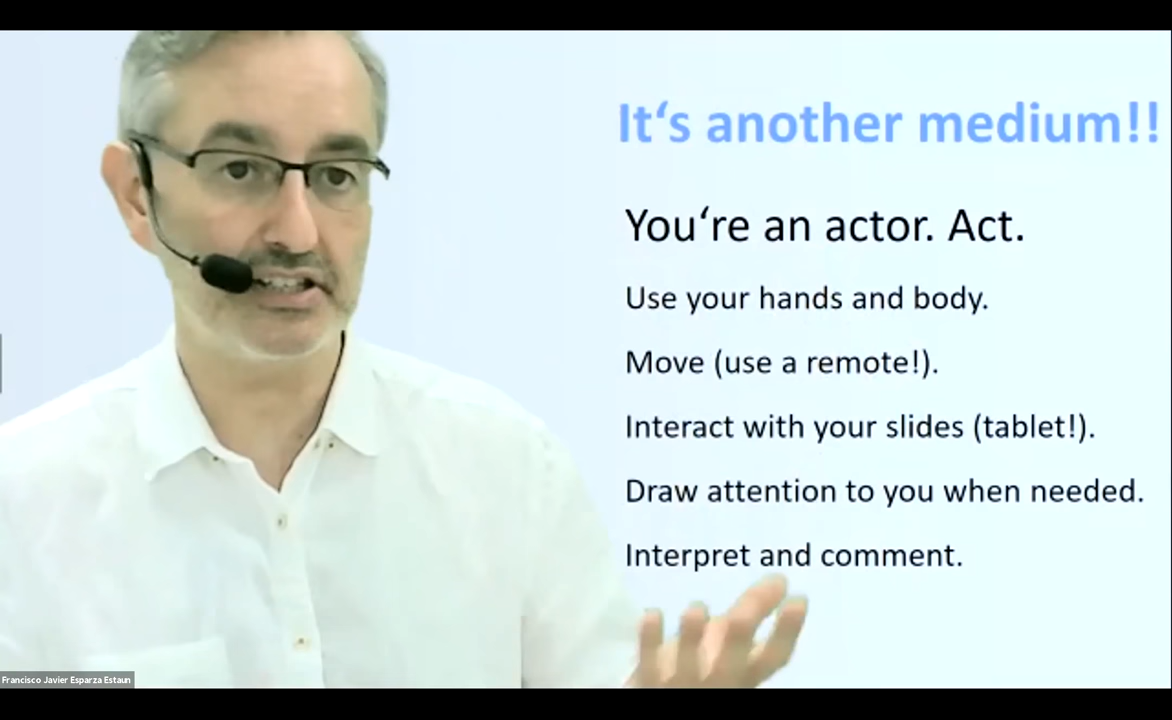 It‘s another medium!!
You‘re an actor. Act.
Use your hands and body.
Move (use a remote!).
Interact with your slides (tablet!).
Draw attention to you when needed.
Interpret and comment.
Francisco Javier Esparza Estaun